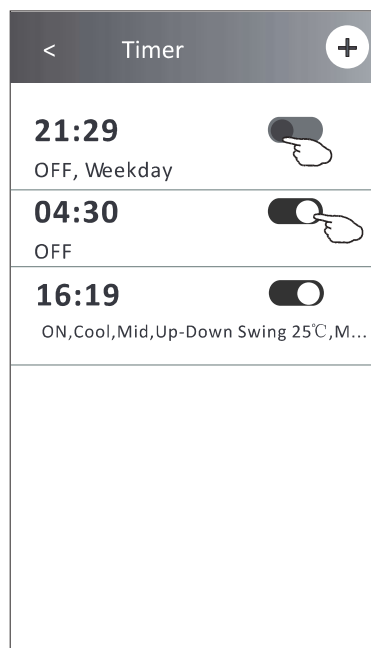 < Timer +
21:29
OFF, Weekday
04:30
OFF
16:19
ON,Cool,Mid,Up-Down Swing 25℃,M...